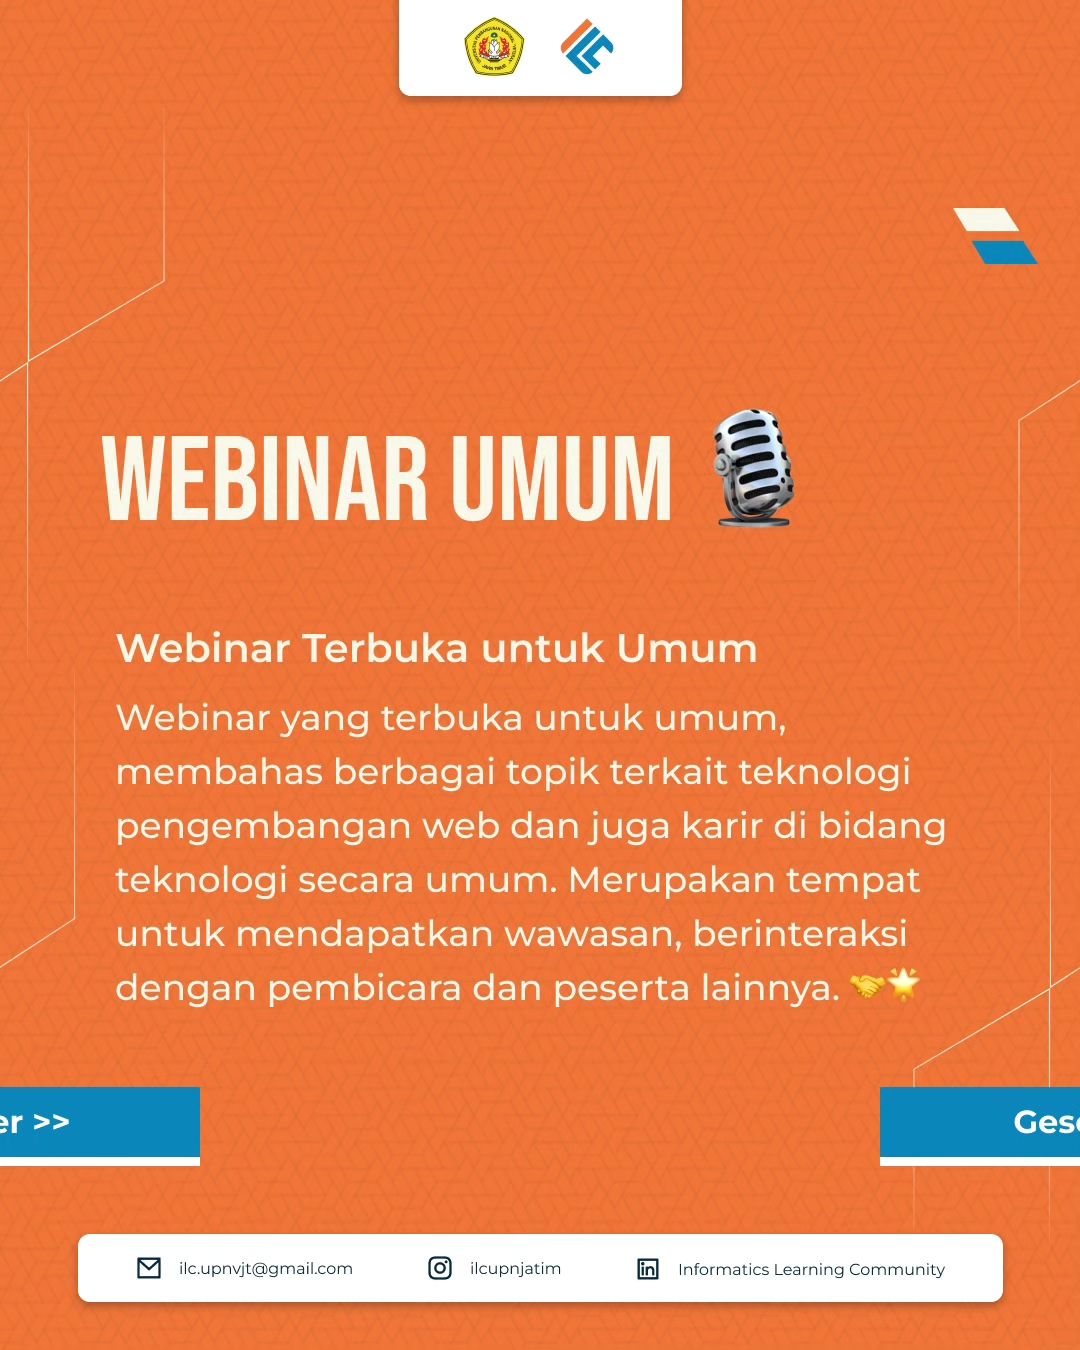 WEBINAR UMUM
Webinar Terbuka untuk Umum
Webinar yang terbuka untuk umum,
membahas berbagai topik terkait teknologi
pengembangan web dan juga karir di bidang
teknologi secara umum. Merupakan tempat
untuk mendapatkan wawasan, berinteraksi
dengan pembicara dan peserta lainnya. 🤝🌟
er >>
Gese
ilc.upnvjt@gmail.com
ilcupnjatim
Informatics Learning Community